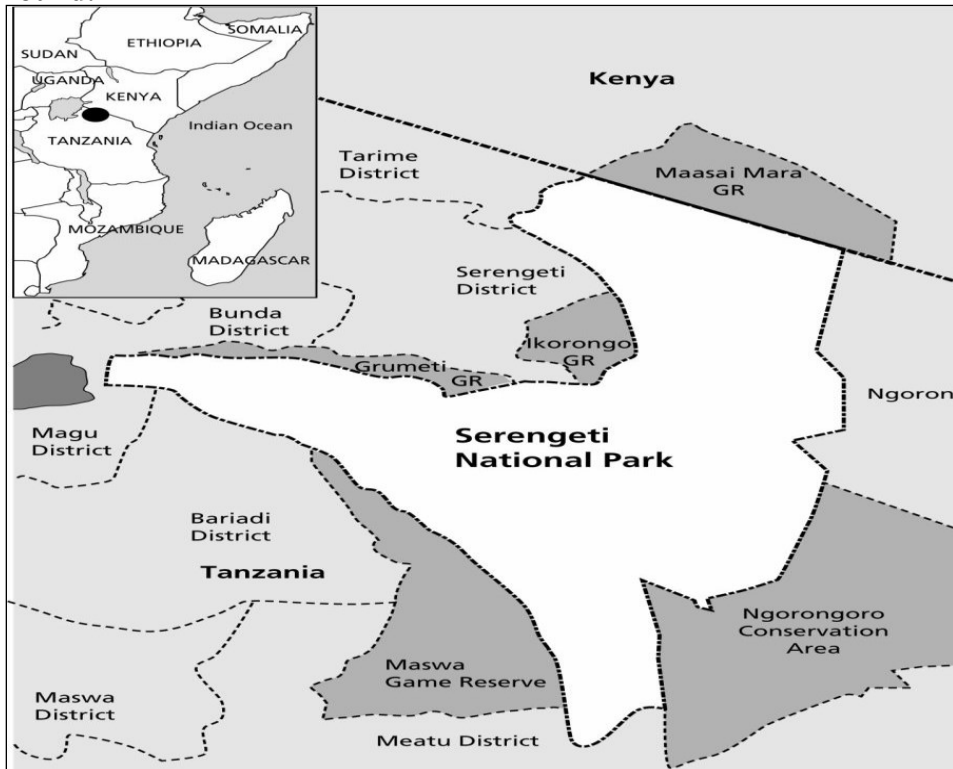 SOMALIA
ETHIOPIA
SUDAN
UGANDA
KENYA
Indian Ocean
TANZANIA
MOZAMBIQUE
MADAGASCAR
Kenya
Tarime
District
Maasai Mara
GR
Serengeti
District
Bunda
District
Ikorongo
GR
Grumeti
GR
Ngoron
Magu
District
Serengeti
National Park
Bariadi
District
Tanzania
Ngorongoro
Conservation
Area
Maswa
Game Reserve
Maswa
District
Meatu District